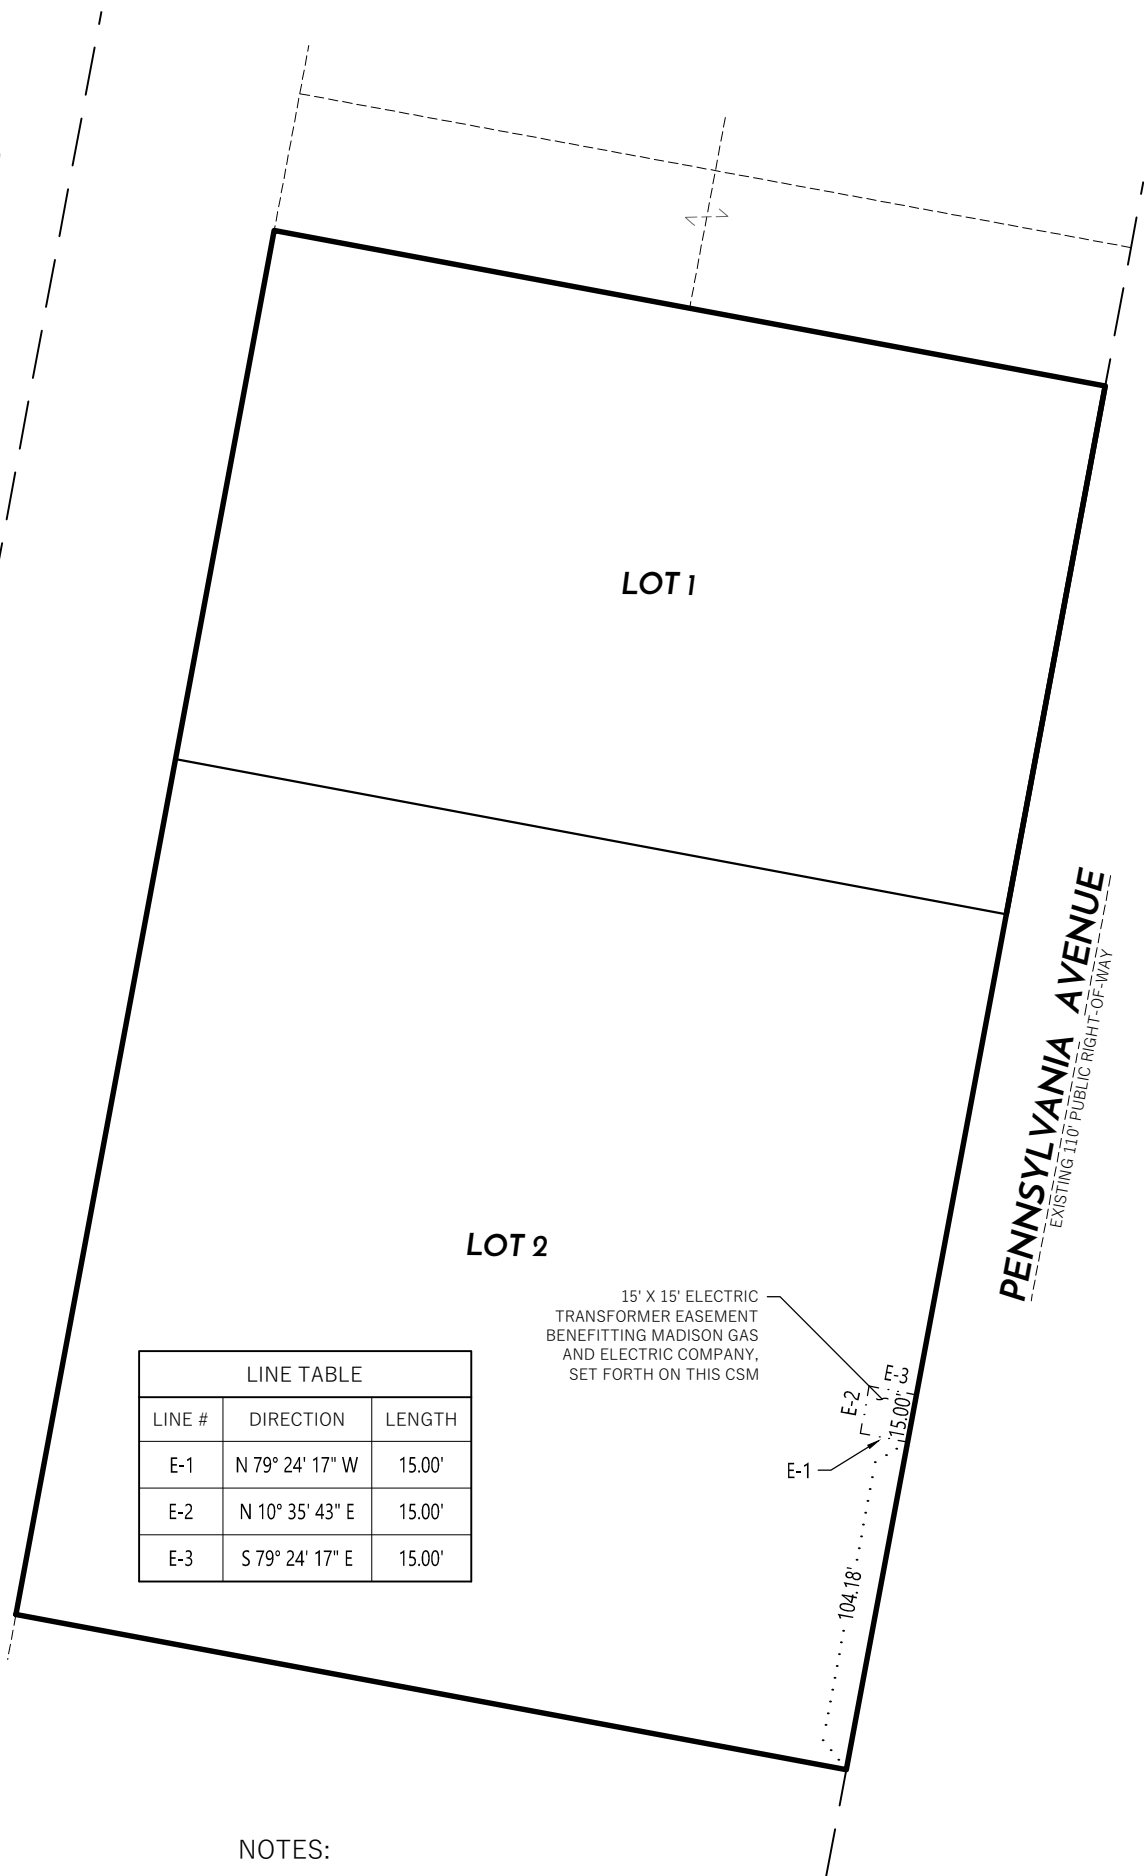 LOT 1
PENNSYLVANIA AVENUE
EXISTING 110' PUBLIC RIGHT-OF-WAY
LOT 2
15' X 15' ELECTRIC
TRANSFORMER EASEMENT
BENEFITTING MADISON GAS
AND ELECTRIC COMPANY,
SET FORTH ON THIS CSM
E-3
E-2
15.00'
E-1
104.18'
LINE TABLE
LINE # DIRECTION LENGTH
E-1 N 79° 24' 17" W 15.00'
E-2 N 10° 35' 43" E 15.00'
E-3 S 79° 24' 17" E 15.00'
NOTES: